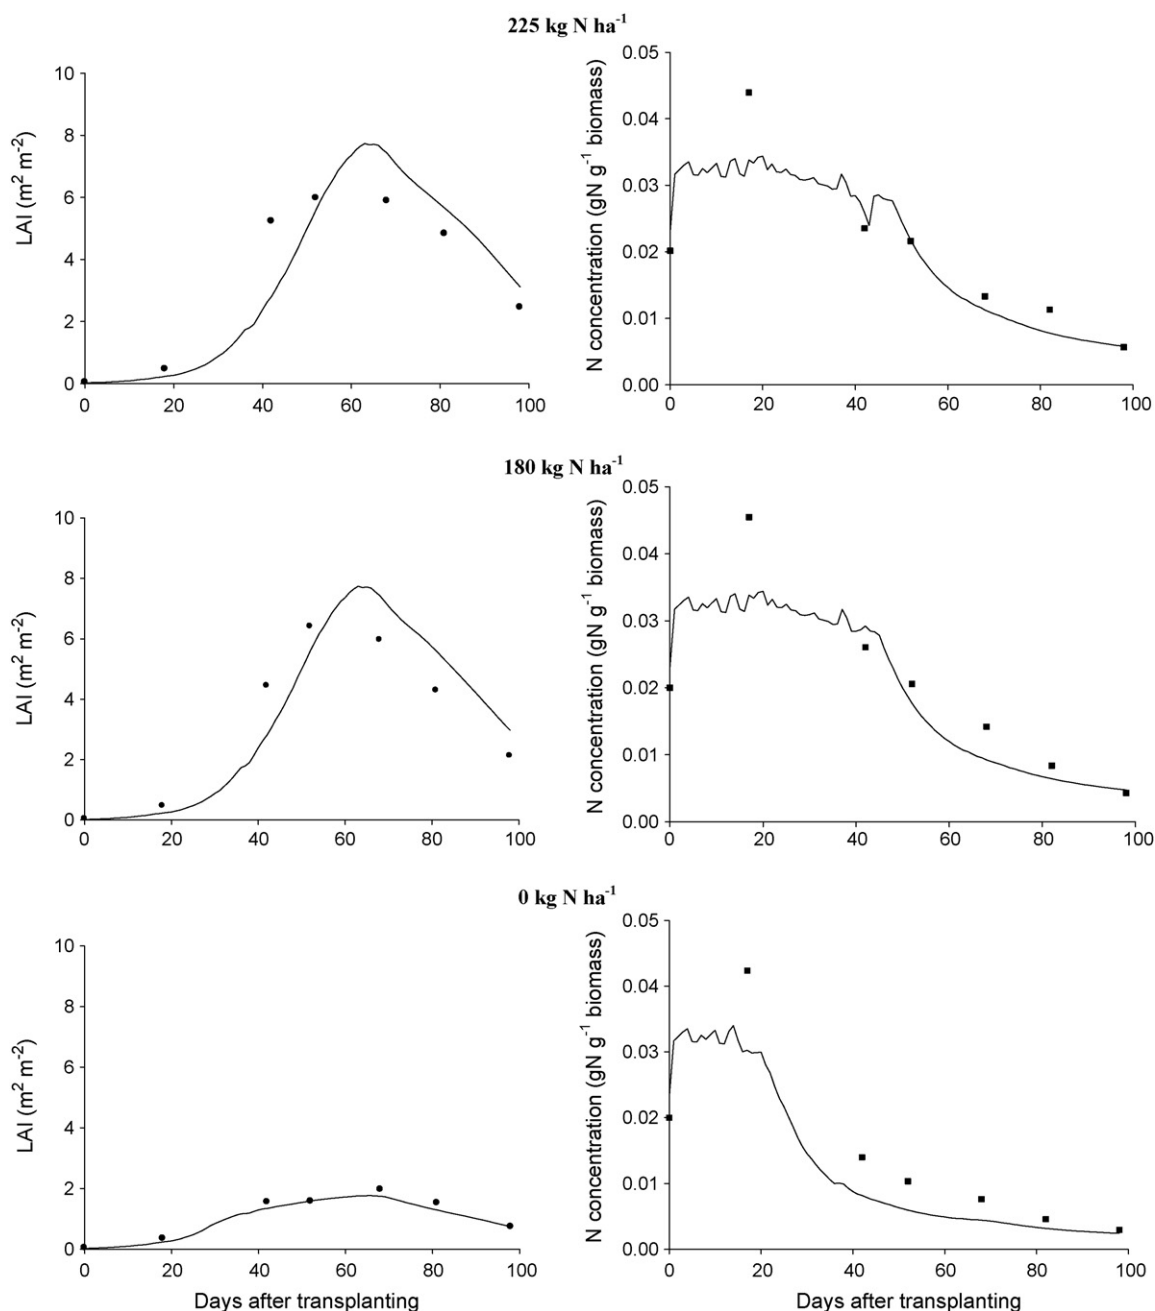 225 kg N ha⁻¹
LAI (m² m⁻²)
10
8
6
4
2
0
0 20 40 60 80 100
N concentration (gN g⁻¹ biomass)
0.05
0.04
0.03
0.02
0.01
0.00
0 20 40 60 80 100
180 kg N ha⁻¹
LAI (m² m⁻²)
10
8
6
4
2
0
0 20 40 60 80 100
N concentration (gN g⁻¹ biomass)
0.05
0.04
0.03
0.02
0.01
0.00
0 20 40 60 80 100
0 kg N ha⁻¹
LAI (m² m⁻²)
10
8
6
4
2
0
0 20 40 60 80 100
Days after transplanting
N concentration (gN g⁻¹ biomass)
0.05
0.04
0.03
0.02
0.01
0.00
0 20 40 60 80 100
Days after transplanting